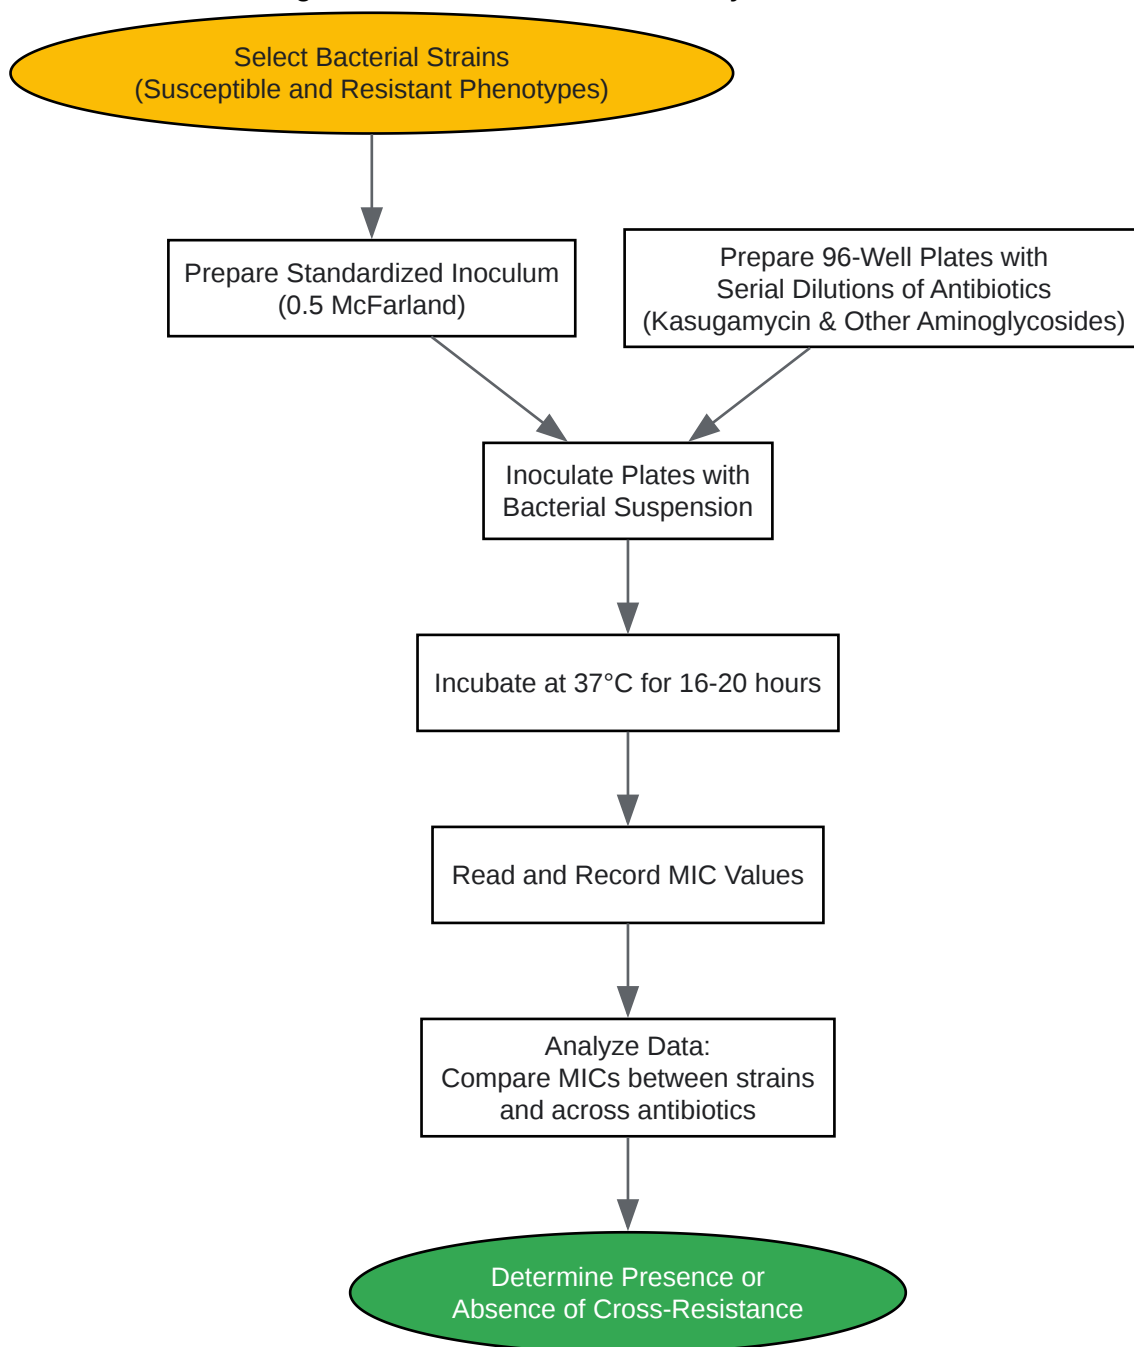 Select Bacterial Strains
(Susceptible and Resistant Phenotypes)
Prepare Standardized Inoculum
(0.5 McFarland)
Prepare 96-Well Plates with
Serial Dilutions of Antibiotics
(Kasugamycin & Other Aminoglycosides)
Inoculate Plates with
Bacterial Suspension
Incubate at 37°C for 16-20 hours
Read and Record MIC Values
Analyze Data:
Compare MICs between strains
and across antibiotics
Determine Presence or
Absence of Cross-Resistance